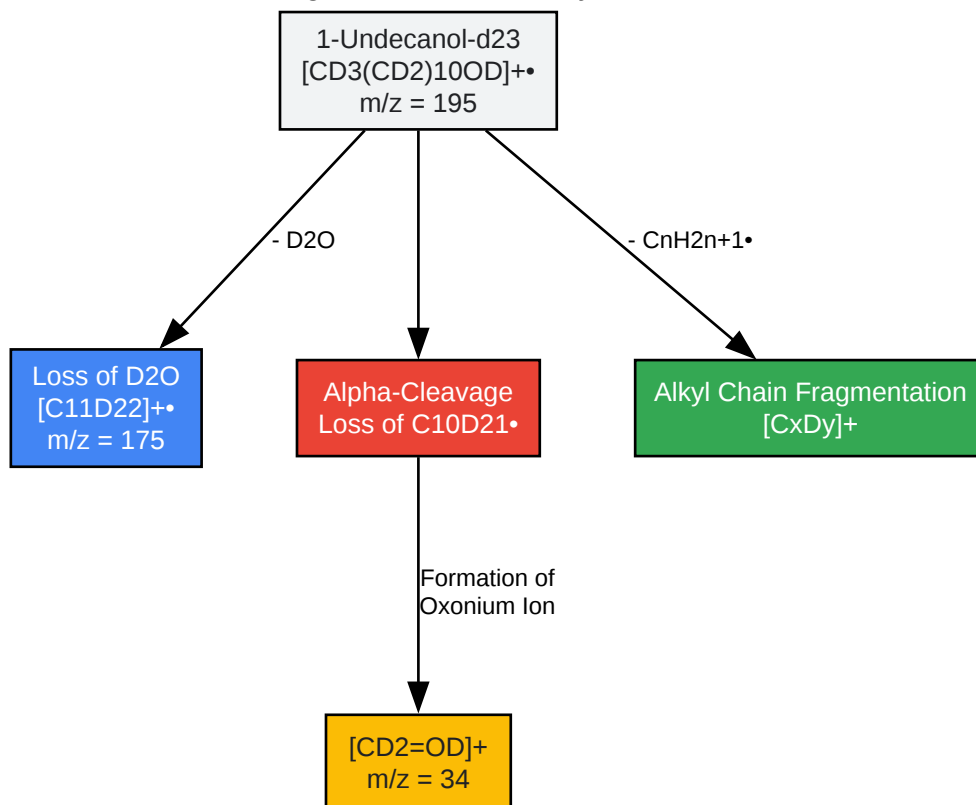 1-Undecanol-d23
[CD3(CD2)10OD]+•
m/z = 195
- D2O
- CnH2n+1•
Loss of D2O
[C11D22]+•
m/z = 175
Alpha-Cleavage
Loss of C10D21•
Alkyl Chain Fragmentation
[CxDy]+
Formation of
Oxonium Ion
[CD2=OD]+
m/z = 34